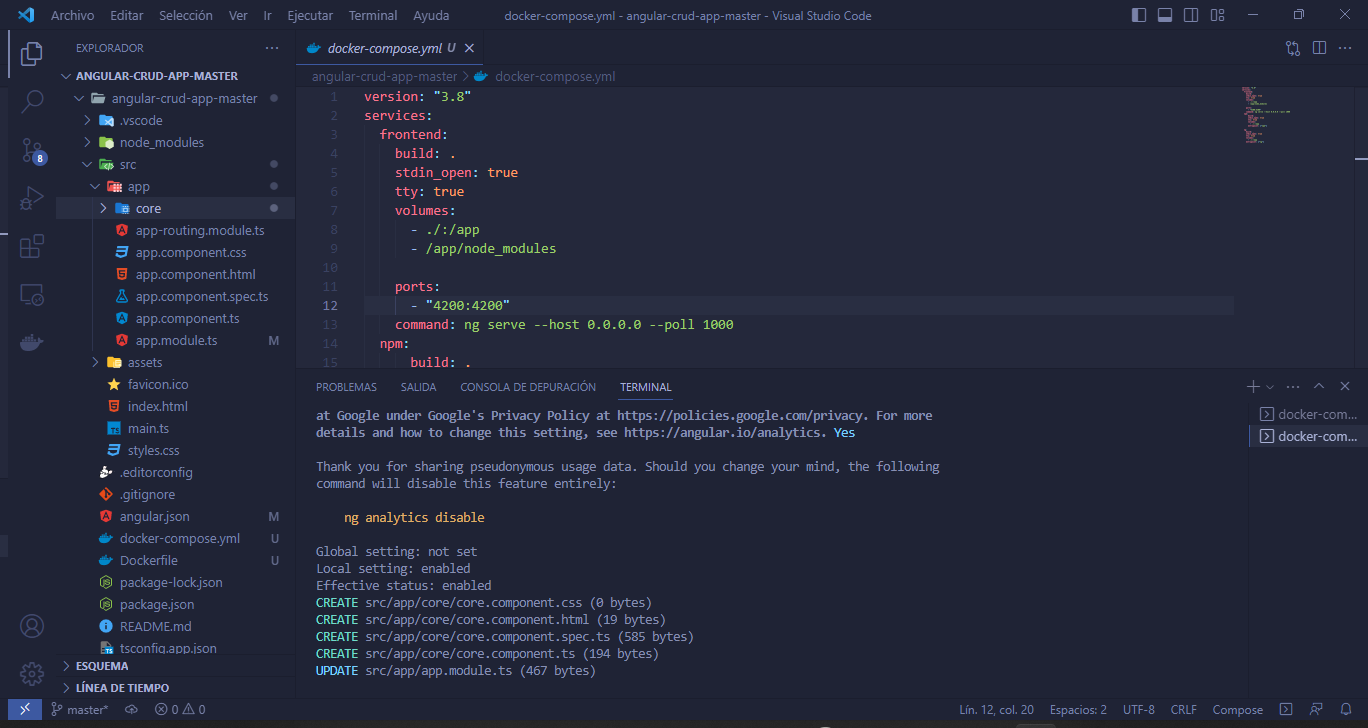 Archivo Editar Selección Ver Ir Ejecutar Terminal Ayuda
docker-compose.yml - angular-crud-app-master - Visual Studio Code
EXPLORADOR
ANGULAR-CRUD-APP-MASTER
angular-crud-app-master
.vscode
node_modules
src
app
core
app-routing.module.ts
app.component.css
app.component.html
app.component.spec.ts
app.component.ts
app.module.ts M
assets
favicon.ico
index.html
main.ts
styles.css
.editorconfig
.gitignore
angular.json M
docker-compose.yml U
Dockerfile U
package-lock.json
package.json
README.md
tsconfig.app.json
ESQUEMA
LÍNEA DE TIEMPO
8
docker-compose.yml U
angular-crud-app-master > docker-compose.yml
1 version: "3.8"
2 services:
3 frontend:
4 build: .
5 stdin_open: true
6 tty: true
7 volumes:
8 - ./:/app
9 - /app/node_modules
10
11 ports:
12 - "4200:4200"
13 command: ng serve --host 0.0.0.0 --poll 1000
14 npm:
15 build: .
PROBLEMAS SALIDA CONSOLA DE DEPURACIÓN TERMINAL
docker-com...
docker-com...
at Google under Google's Privacy Policy at https://policies.google.com/privacy. For more
details and how to change this setting, see https://angular.io/analytics. Yes
Thank you for sharing pseudonymous usage data. Should you change your mind, the following
command will disable this feature entirely:
ng analytics disable
Global setting: not set
Local setting: enabled
Effective status: enabled
CREATE src/app/core/core.component.css (0 bytes)
CREATE src/app/core/core.component.html (19 bytes)
CREATE src/app/core/core.component.spec.ts (585 bytes)
CREATE src/app/core/core.component.ts (194 bytes)
UPDATE src/app/app.module.ts (467 bytes)
master* 0 0
Lín. 12, col. 20 Espacios: 2 UTF-8 CRLF Compose